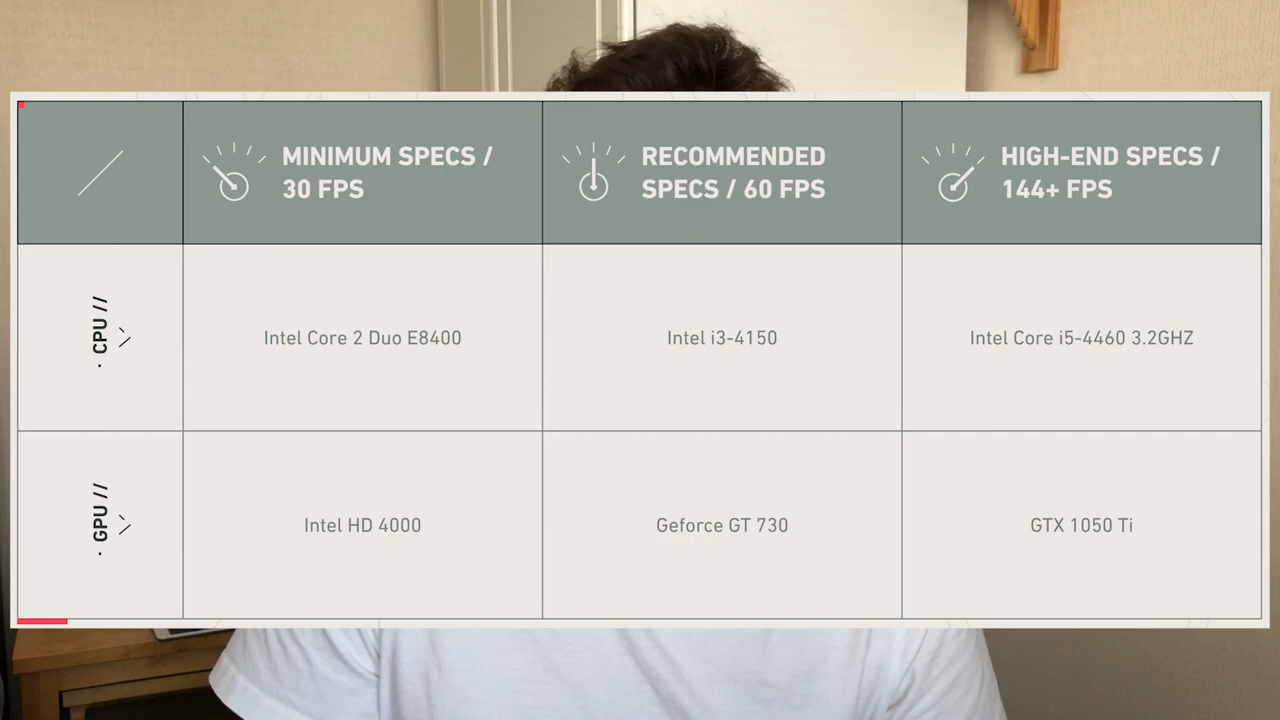 MINIMUM SPECS /
30 FPS
RECOMMENDED
SPECS / 60 FPS
HIGH-END SPECS /
144+ FPS
· CPU //
Intel Core 2 Duo E8400
Intel i3-4150
Intel Core i5-4460 3.2GHZ
· GPU //
Intel HD 4000
Geforce GT 730
GTX 1050 Ti